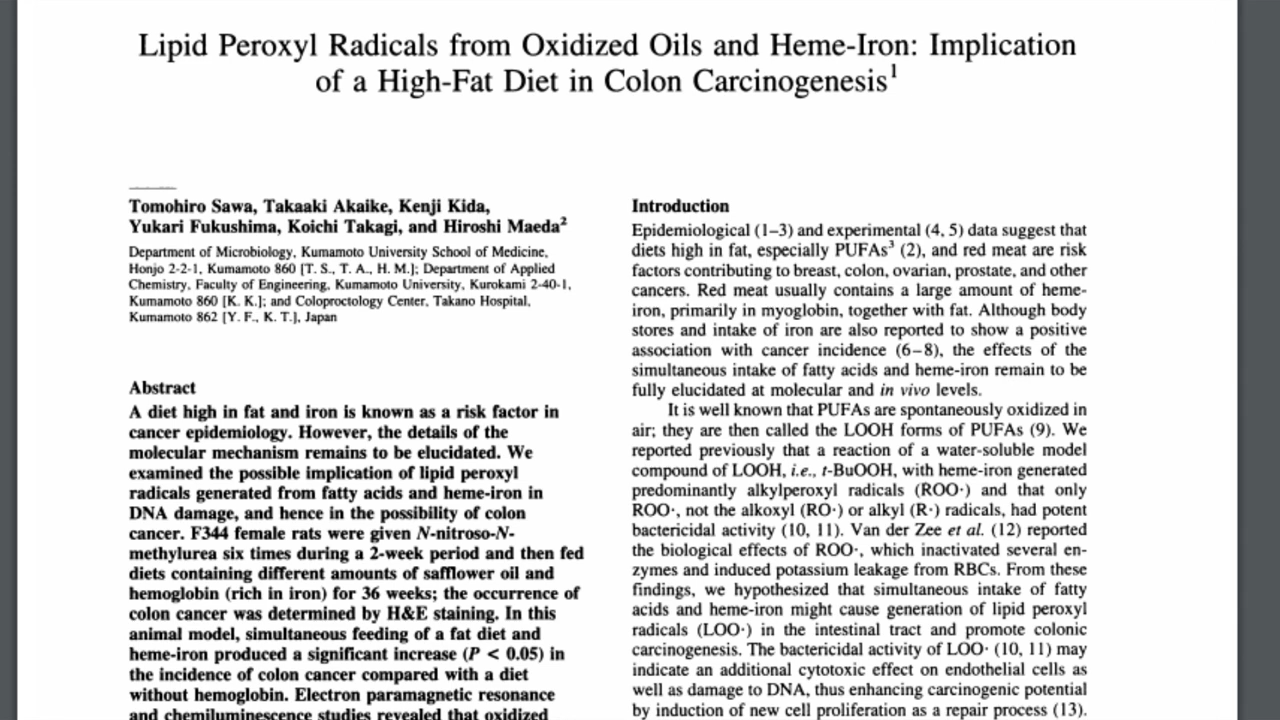 Lipid Peroxyl Radicals from Oxidized Oils and Heme-Iron: Implication
of a High-Fat Diet in Colon Carcinogenesis1
Tomohiro Sawa, Takaaki Akaike, Kenji Kida,
Yukari Fukushima, Koichi Takagi, and Hiroshi Maeda2
Department of Microbiology, Kumamoto University School of Medicine,
Honjo 2-2-1, Kumamoto 860 [T. S., T. A., H. M.]; Department of Applied
Chemistry, Faculty of Engineering, Kumamoto University, Kurokami 2-40-1,
Kumamoto 860 [K. K.]; and Coloproctology Center, Takano Hospital,
Kumamoto 862 [Y. F., K. T.], Japan
Abstract
A diet high in fat and iron is known as a risk factor in
cancer epidemiology. However, the details of the
molecular mechanism remains to be elucidated. We
examined the possible implication of lipid peroxyl
radicals generated from fatty acids and heme-iron in
DNA damage, and hence in the possibility of colon
cancer. F344 female rats were given N-nitroso-N-
methylurea six times during a 2-week period and then fed
diets containing different amounts of safflower oil and
hemoglobin (rich in iron) for 36 weeks; the occurrence of
colon cancer was determined by H&E staining. In this
animal model, simultaneous feeding of a fat diet and
heme-iron produced a significant increase (P < 0.05) in
the incidence of colon cancer compared with a diet
without hemoglobin. Electron paramagnetic resonance
and chemiluminescence studies revealed that oxidized
Introduction
Epidemiological (1–3) and experimental (4, 5) data suggest that
diets high in fat, especially PUFAs3 (2), and red meat are risk
factors contributing to breast, colon, ovarian, prostate, and other
cancers. Red meat usually contains a large amount of heme-
iron, primarily in myoglobin, together with fat. Although body
stores and intake of iron are also reported to show a positive
association with cancer incidence (6–8), the effects of the
simultaneous intake of fatty acids and heme-iron remain to be
fully elucidated at molecular and in vivo levels.
It is well known that PUFAs are spontaneously oxidized in
air; they are then called the LOOH forms of PUFAs (9). We
reported previously that a reaction of a water-soluble model
compound of LOOH, i.e., t-BuOOH, with heme-iron generated
predominantly alkylperoxyl radicals (ROO·) and that only
ROO·, not the alkoxyl (RO·) or alkyl (R·) radicals, had potent
bactericidal activity (10, 11). Van der Zee et al. (12) reported
the biological effects of ROO·, which inactivated several en-
zymes and induced potassium leakage from RBCs. From these
findings, we hypothesized that simultaneous intake of fatty
acids and heme-iron might cause generation of lipid peroxyl
radicals (LOO·) in the intestinal tract and promote colonic
carcinogenesis. The bactericidal activity of LOO· (10, 11) may
indicate an additional cytotoxic effect on endothelial cells as
well as damage to DNA, thus enhancing carcinogenic potential
by induction of new cell proliferation as a repair process (13).